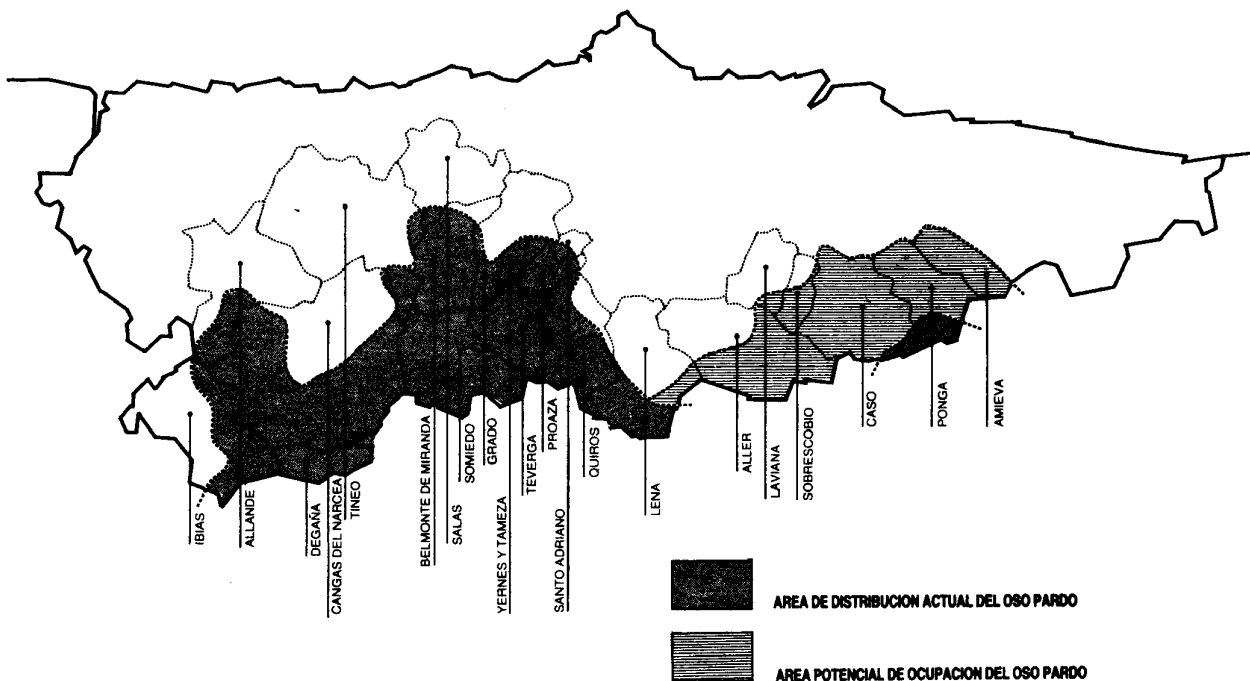 IBIAS
ALLANDE
DEGAÑA
CANGAS DEL NARCEA
TINEO
BELMONTE DE MIRANDA
SALAS
SOMIEDO
GRADO
YERNES Y TAMEZA
TEVERGA
PROAZA
SANTO ADRIANO
QUIROS
LENA
ALLER
LAVIANA
SOBRESCOBIO
CASO
PONGA
AMIEVA
AREA DE DISTRIBUCION ACTUAL DEL OSO PARDO
AREA POTENCIAL DE OCUPACION DEL OSO PARDO